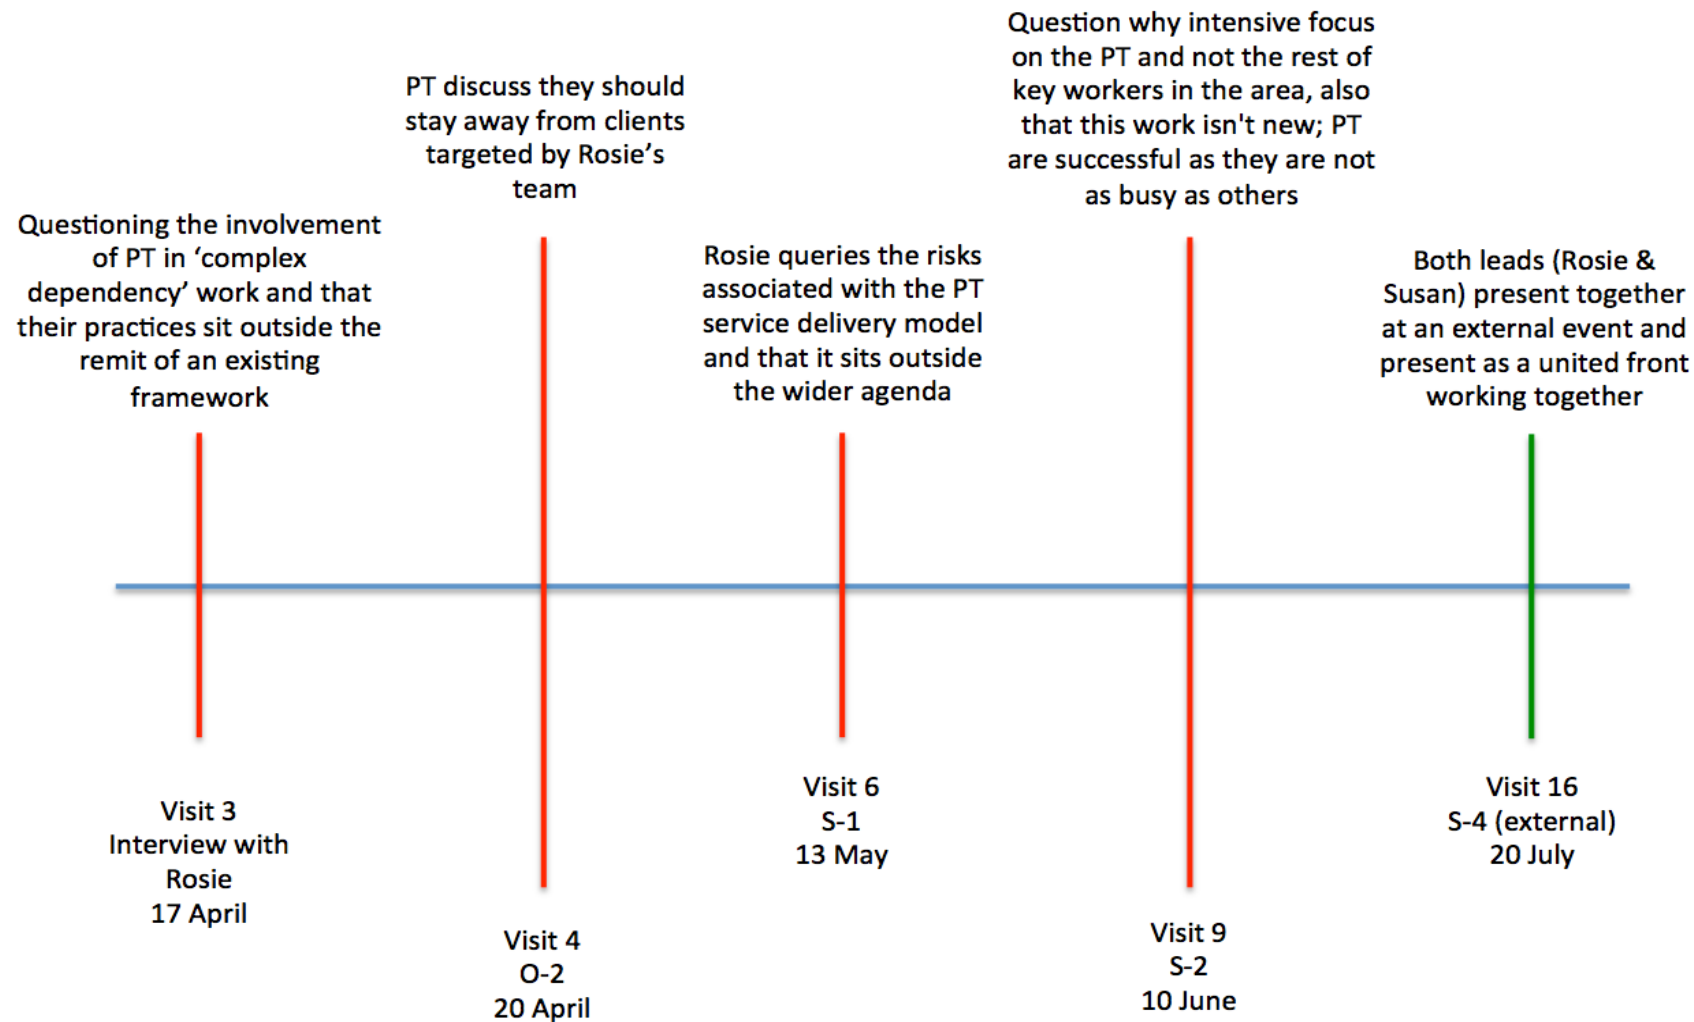 Questioning the involvement
of PT in ‘complex
dependency’ work and that
their practices sit outside the
remit of an existing
framework
PT discuss they should
stay away from clients
targeted by Rosie’s
team
Rosie queries the risks
associated with the PT
service delivery model
and that it sits outside
the wider agenda
Question why intensive focus
on the PT and not the rest of
key workers in the area, also
that this work isn't new; PT
are successful as they are not
as busy as others
Both leads (Rosie &
Susan) present together
at an external event and
present as a united front
working together
Visit 3
Interview with
Rosie
17 April
Visit 4
O-2
20 April
Visit 6
S-1
13 May
Visit 9
S-2
10 June
Visit 16
S-4 (external)
20 July